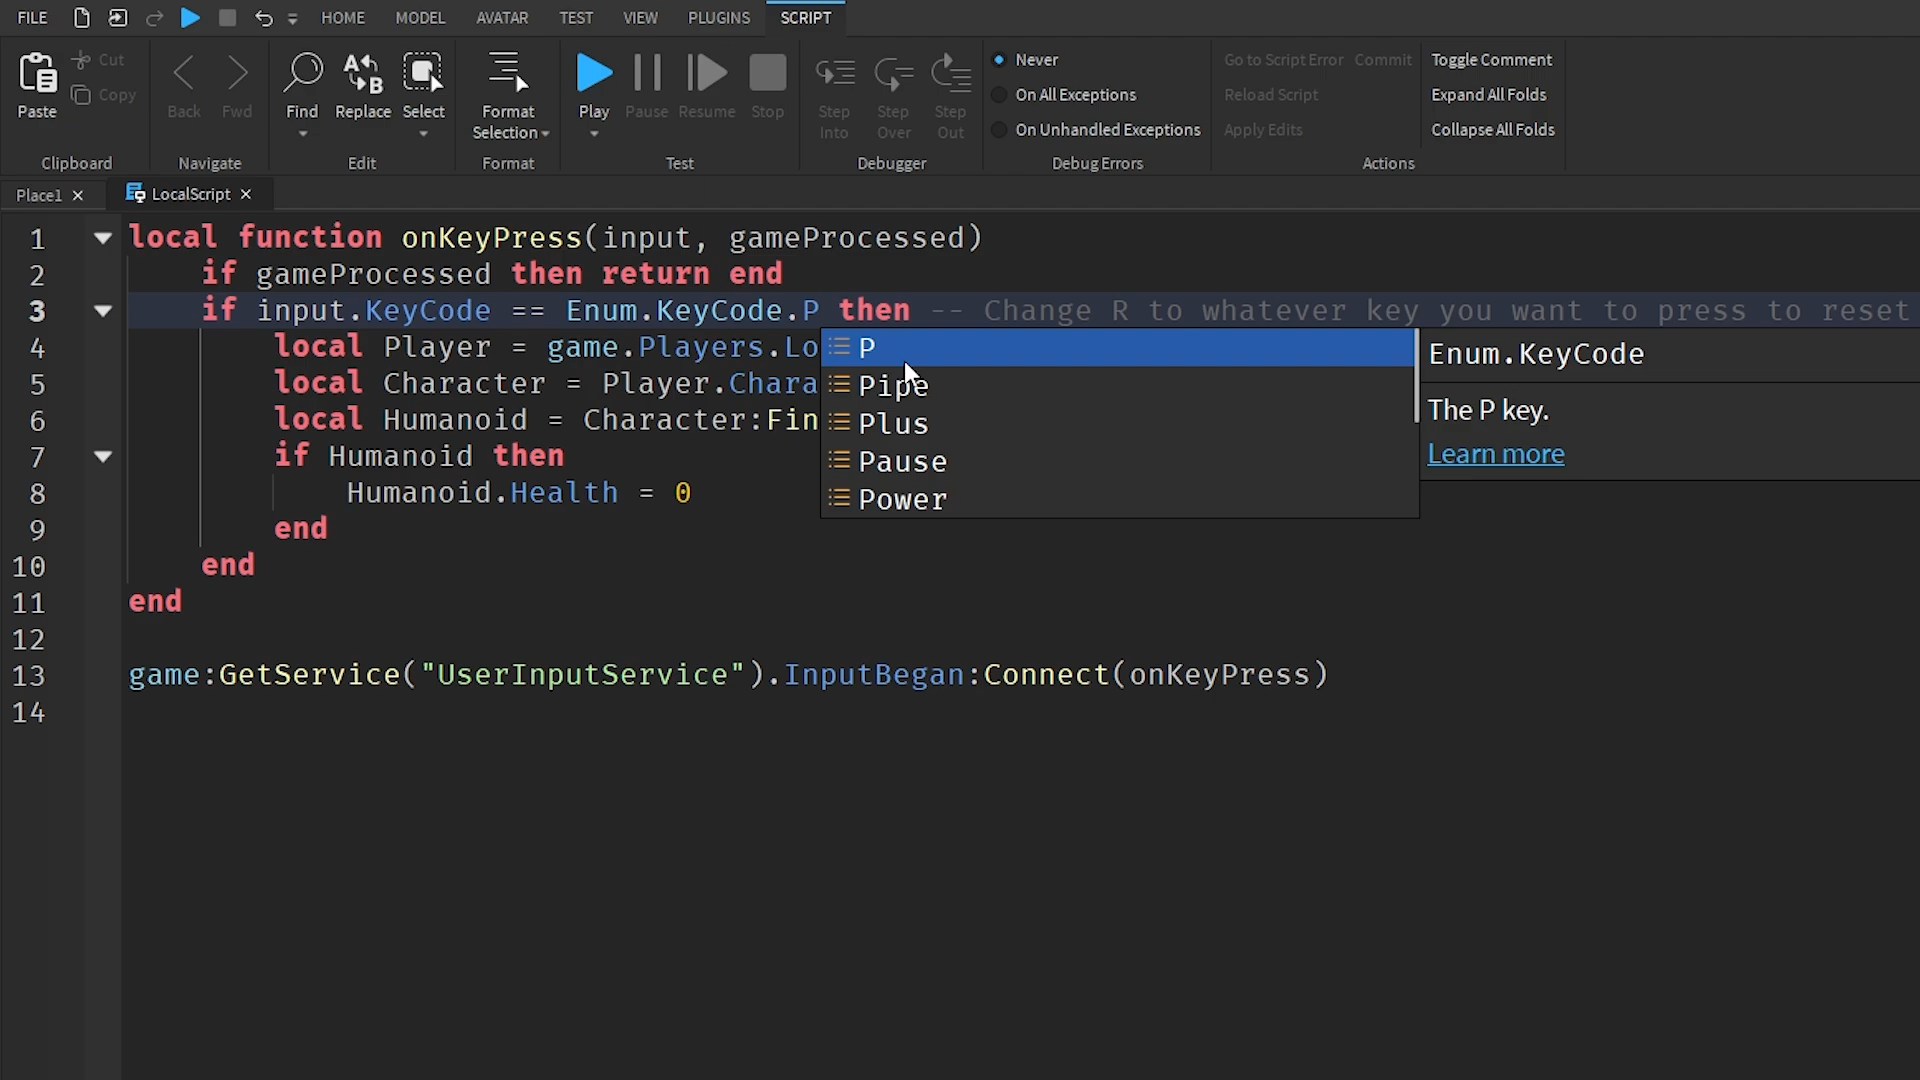 FILE HOME MODEL AVATAR TEST VIEW PLUGINS SCRIPT
Paste Cut Copy
Clipboard
Back Fwd
Navigate
Find Replace Select
Edit
Format Selection
Format
Play Pause Resume Stop
Test
Step Into Step Over Step Out
Debugger
Never
On All Exceptions
On Unhandled Exceptions
Debug Errors
Go to Script Error Commit
Reload Script
Apply Edits
Toggle Comment
Expand All Folds
Collapse All Folds
Actions
Place1 LocalScript
1 local function onKeyPress(input, gameProcessed)
2 if gameProcessed then return end
3 if input.KeyCode == Enum.KeyCode.P then -- Change R to whatever key you want to press to reset
4 local Player = game.Players.Lo
5 local Character = Player.Chara
6 local Humanoid = Character:Fin
7 if Humanoid then
8 Humanoid.Health = 0
9 end
10 end
11 end
12
13 game:GetService("UserInputService").InputBegan:Connect(onKeyPress)
14
P
Pipe
Plus
Pause
Power
Enum.KeyCode
The P key.
Learn more